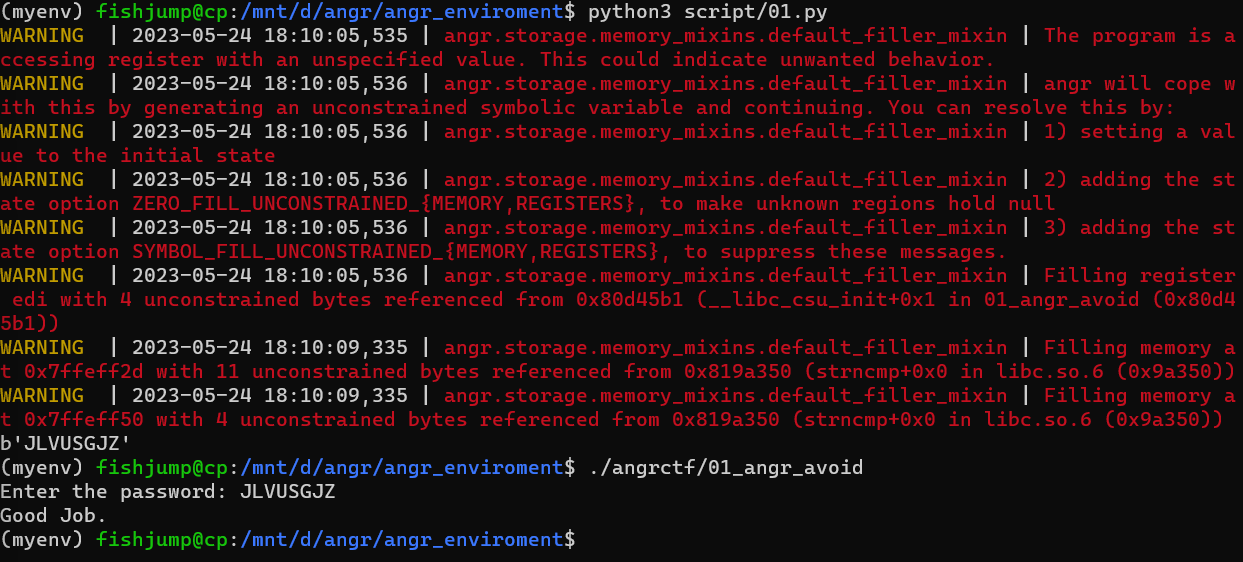 (myenv) fishjump@cp:/mnt/d/angr/angr_enviroment$ python3 script/01.py
WARNING  | 2023-05-24 18:10:05,535 | angr.storage.memory_mixins.default_filler_mixin | The program is a
ccessing register with an unspecified value. This could indicate unwanted behavior.
WARNING  | 2023-05-24 18:10:05,536 | angr.storage.memory_mixins.default_filler_mixin | angr will cope w
ith this by generating an unconstrained symbolic variable and continuing. You can resolve this by:
WARNING  | 2023-05-24 18:10:05,536 | angr.storage.memory_mixins.default_filler_mixin | 1) setting a val
ue to the initial state
WARNING  | 2023-05-24 18:10:05,536 | angr.storage.memory_mixins.default_filler_mixin | 2) adding the st
ate option ZERO_FILL_UNCONSTRAINED_{MEMORY,REGISTERS}, to make unknown regions hold null
WARNING  | 2023-05-24 18:10:05,536 | angr.storage.memory_mixins.default_filler_mixin | 3) adding the st
ate option SYMBOL_FILL_UNCONSTRAINED_{MEMORY,REGISTERS}, to suppress these messages.
WARNING  | 2023-05-24 18:10:05,536 | angr.storage.memory_mixins.default_filler_mixin | Filling register
 edi with 4 unconstrained bytes referenced from 0x80d45b1 (__libc_csu_init+0x1 in 01_angr_avoid (0x80d4
5b1))
WARNING  | 2023-05-24 18:10:09,335 | angr.storage.memory_mixins.default_filler_mixin | Filling memory a
t 0x7ffeff2d with 11 unconstrained bytes referenced from 0x819a350 (strncmp+0x0 in libc.so.6 (0x9a350))
WARNING  | 2023-05-24 18:10:09,335 | angr.storage.memory_mixins.default_filler_mixin | Filling memory a
t 0x7ffeff50 with 4 unconstrained bytes referenced from 0x819a350 (strncmp+0x0 in libc.so.6 (0x9a350))
b'JLVUSGJZ'
(myenv) fishjump@cp:/mnt/d/angr/angr_enviroment$ ./angrctf/01_angr_avoid
Enter the password: JLVUSGJZ
Good Job.
(myenv) fishjump@cp:/mnt/d/angr/angr_enviroment$